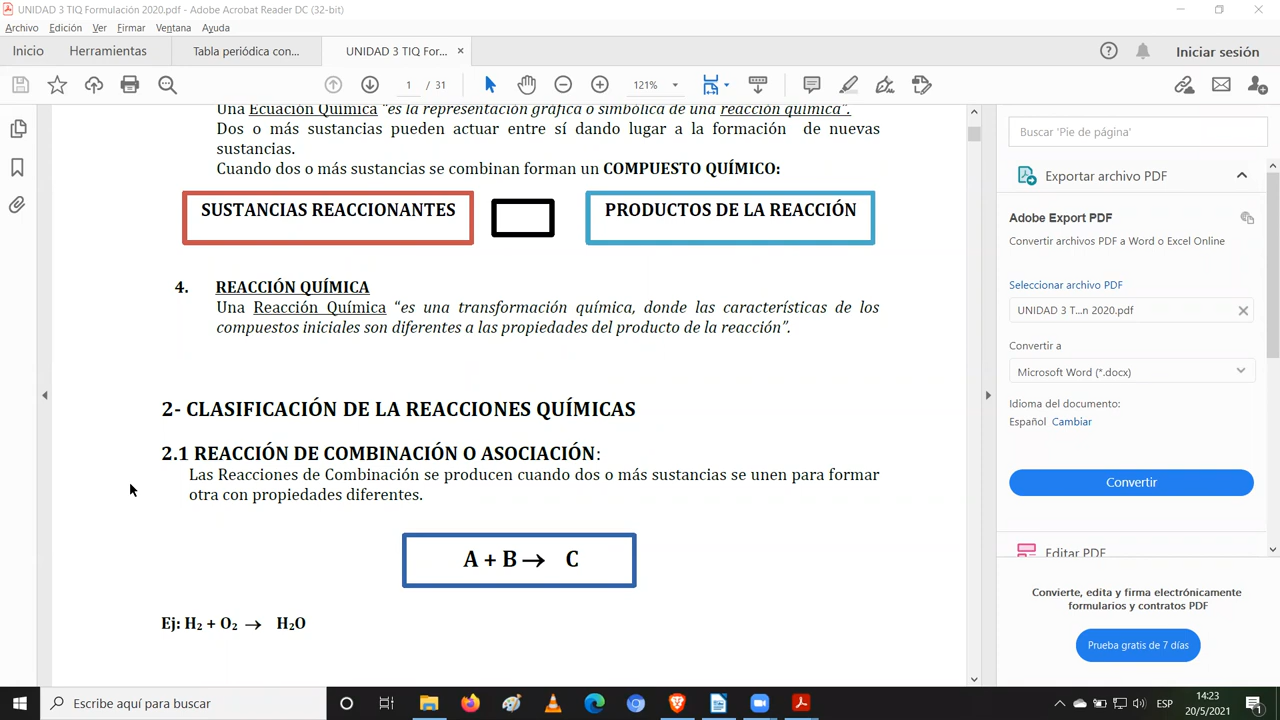 UNIDAD 3 TIQ Formulación 2020.pdf - Adobe Acrobat Reader DC (32-bit)
Archivo Edición Ver Firmar Ventana Ayuda
Inicio Herramientas Tabla periódica con... UNIDAD 3 TIQ For... × Iniciar sesión
1 / 31 121%
Una Ecuación Química “es la representación gráfica o simbólica de una reacción química”.
Dos o más sustancias pueden actuar entre sí dando lugar a la formación de nuevas
sustancias.
Cuando dos o más sustancias se combinan forman un COMPUESTO QUÍMICO:
SUSTANCIAS REACCIONANTES PRODUCTOS DE LA REACCIÓN
4. REACCIÓN QUÍMICA
Una Reacción Química “es una transformación química, donde las características de los
compuestos iniciales son diferentes a las propiedades del producto de la reacción”.
2- CLASIFICACIÓN DE LA REACCIONES QUÍMICAS
2.1 REACCIÓN DE COMBINACIÓN O ASOCIACIÓN:
Las Reacciones de Combinación se producen cuando dos o más sustancias se unen para formar
otra con propiedades diferentes.
A + B → C
Ej: H₂ + O₂ → H₂O
Buscar 'Pie de página'
Exportar archivo PDF
Adobe Export PDF
Convertir archivos PDF a Word o Excel Online
Seleccionar archivo PDF
UNIDAD 3 T...n 2020.pdf
Convertir a
Microsoft Word (*.docx)
Idioma del documento:
Español Cambiar
Convertir
Editar PDF
Convierte, edita y firma electrónicamente
formularios y contratos PDF
Prueba gratis de 7 días
Escribe aquí para buscar
ESP
14:23
20/5/2021
1